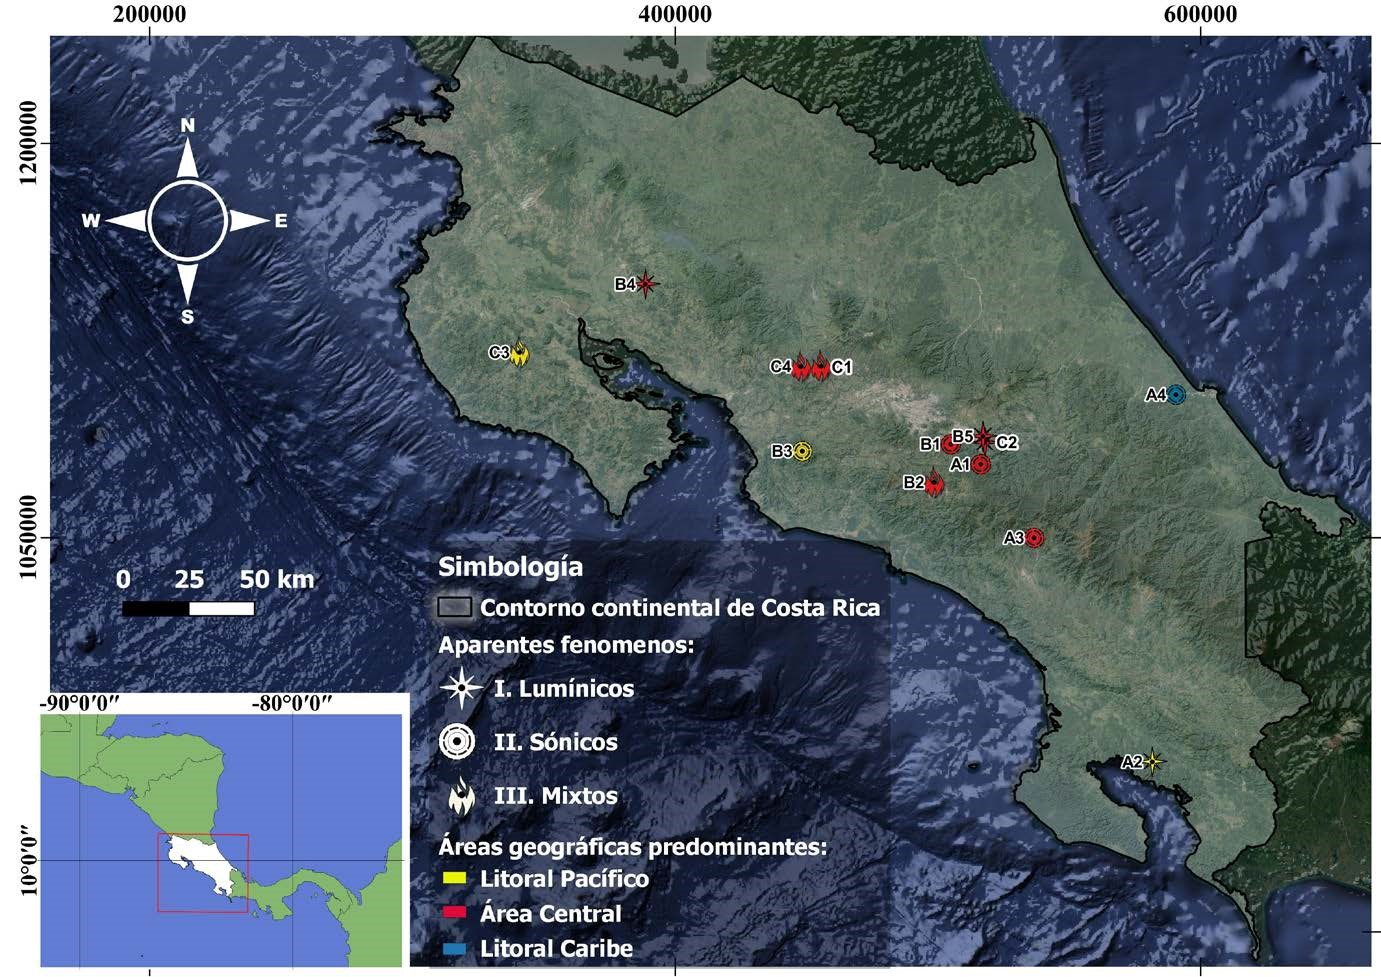 200000 400000 600000
1200000
1050000
N
W E
S
B4
C3
C4 C1
A4
B5
B1 C2
B3 A1
B2
A3
A2
0 25 50 km
Simbología
Contorno continental de Costa Rica
Aparentes fenomenos:
I. Lumínicos
II. Sónicos
III. Mixtos
Áreas geográficas predominantes:
Litoral Pacífico
Área Central
Litoral Caribe
-90°0'0" -80°0'0"
10°0'0"